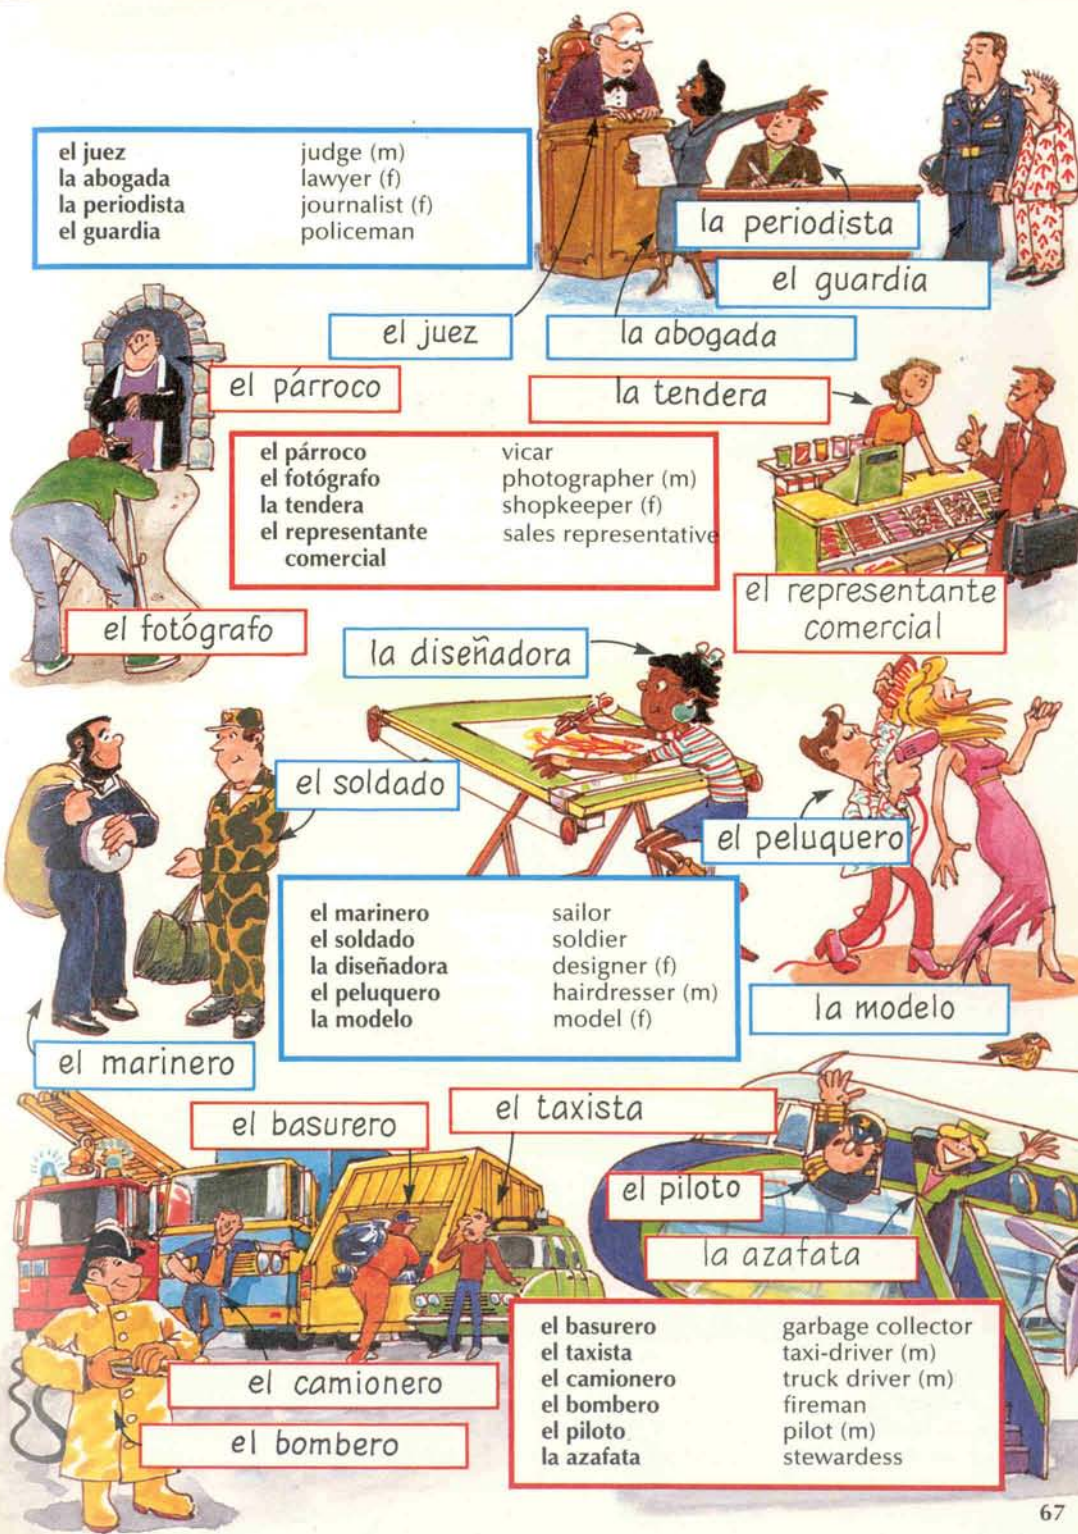 el juez judge (m)
la abogada lawyer (f)
la periodista journalist (f)
el guardia policeman
la periodista
el guardia
el juez
la abogada
el párroco
la tendera
el párroco vicar
el fotógrafo photographer (m)
la tendera shopkeeper (f)
el representante sales representative
comercial
el representante
comercial
el fotógrafo
la diseñadora
el soldado
el peluquero
el marinero sailor
el soldado soldier
la diseñadora designer (f)
el peluquero hairdresser (m)
la modelo model (f)
la modelo
el marinero
el basurero
el taxista
el piloto
la azafata
el basurero garbage collector
el taxista taxi-driver (m)
el camionero truck driver (m)
el bombero fireman
el piloto pilot (m)
la azafata stewardess
el camionero
el bombero
67